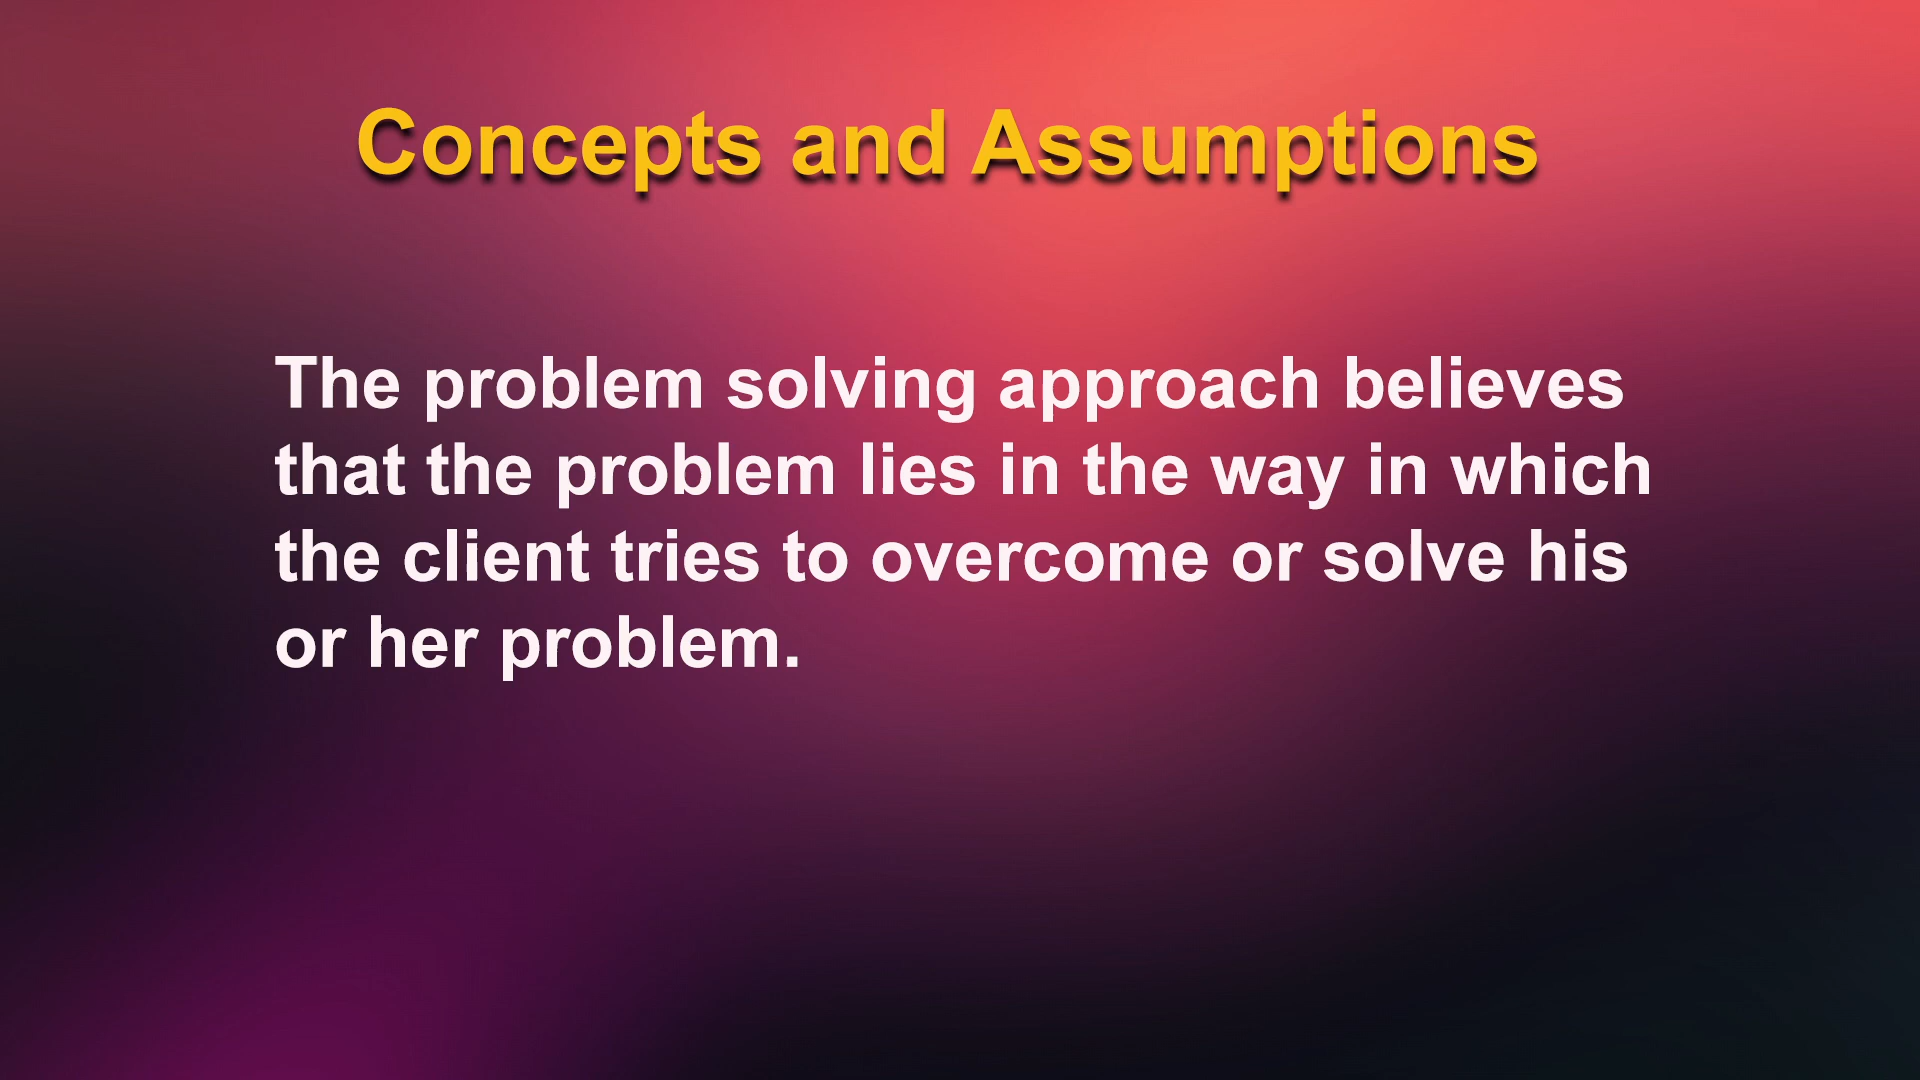 Concepts and Assumptions
The problem solving approach believes
that the problem lies in the way in which
the client tries to overcome or solve his
or her problem.